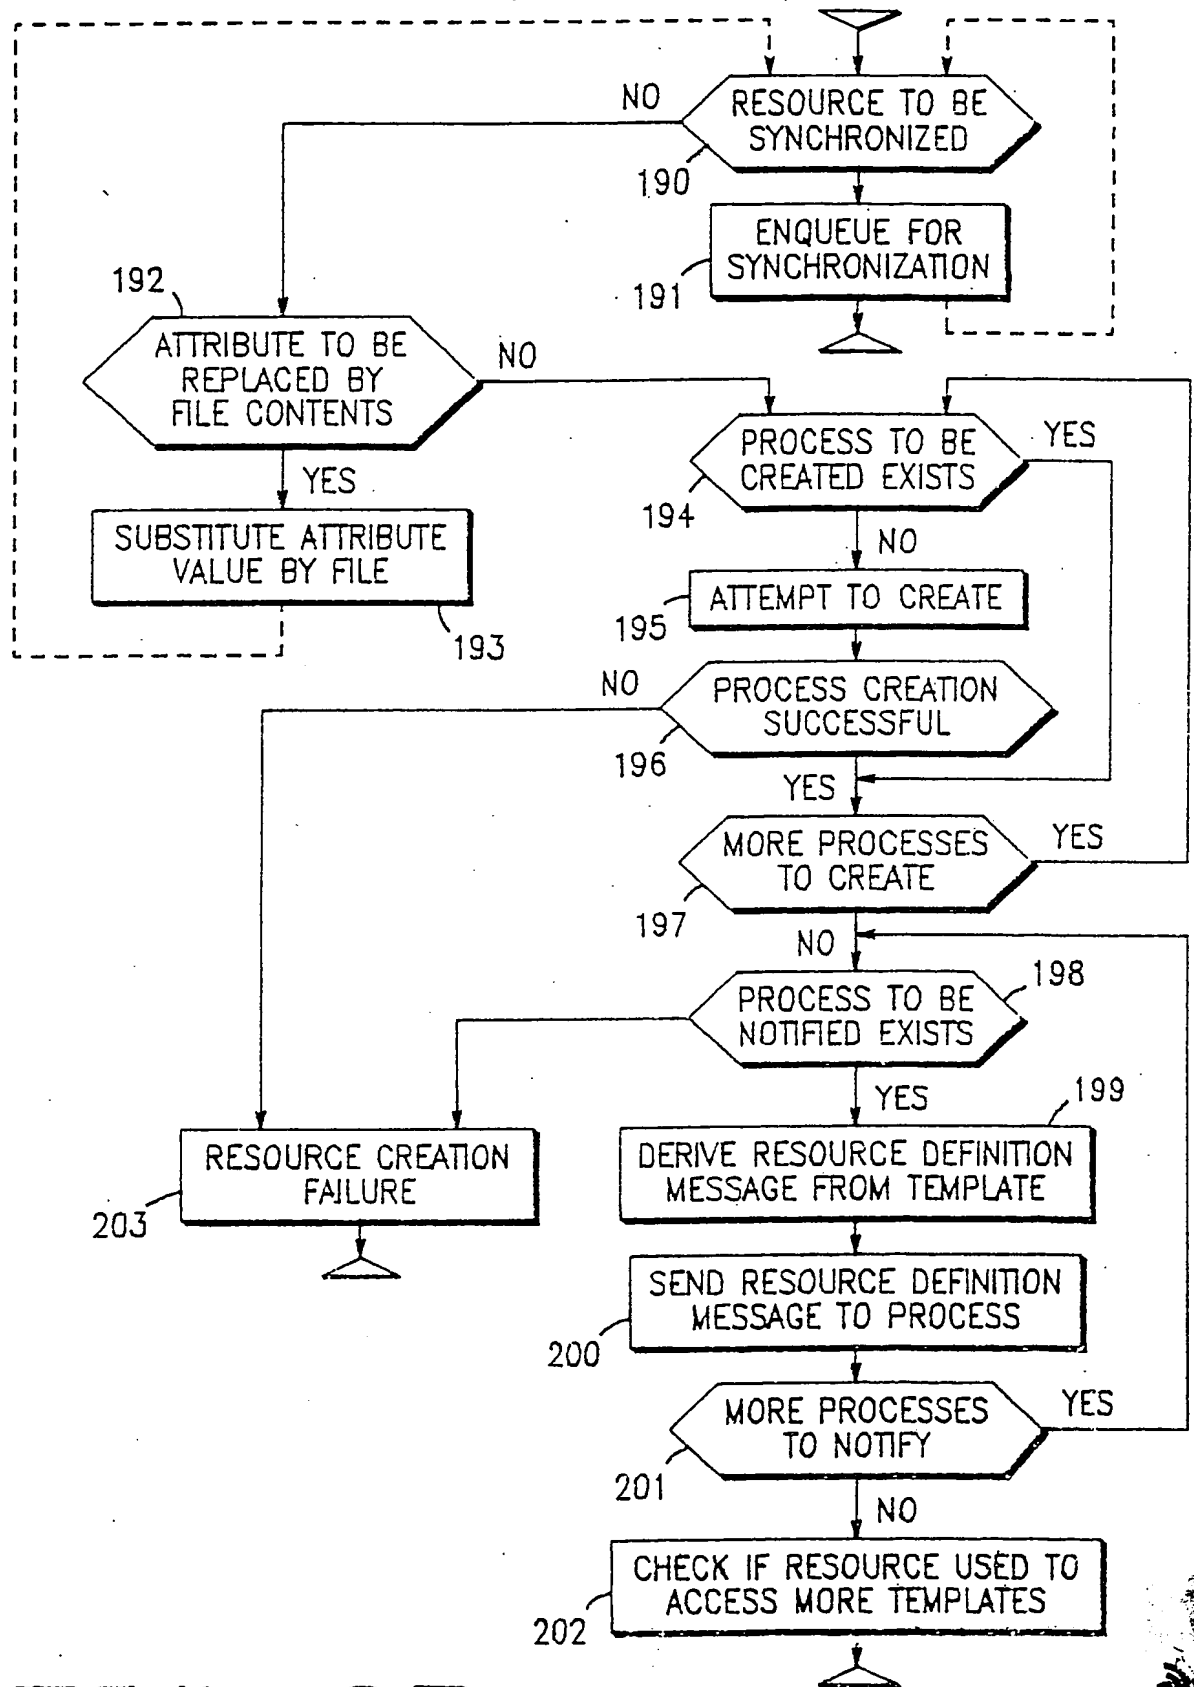 NO
RESOURCE TO BE
SYNCHRONIZED
190
ENQUEUE FOR
SYNCHRONIZATION
191
192
ATTRIBUTE TO BE
REPLACED BY
FILE CONTENTS
NO
YES
SUBSTITUTE ATTRIBUTE
VALUE BY FILE
193
PROCESS TO BE
CREATED EXISTS
YES
194
NO
ATTEMPT TO CREATE
195
NO
PROCESS CREATION
SUCCESSFUL
196
YES
MORE PROCESSES
TO CREATE
YES
197
NO
PROCESS TO BE
NOTIFIED EXISTS
198
YES
199
RESOURCE CREATION
FAILURE
203
DERIVE RESOURCE DEFINITION
MESSAGE FROM TEMPLATE
SEND RESOURCE DEFINITION
MESSAGE TO PROCESS
200
MORE PROCESSES
TO NOTIFY
YES
201
NO
CHECK IF RESOURCE USED TO
ACCESS MORE TEMPLATES
202